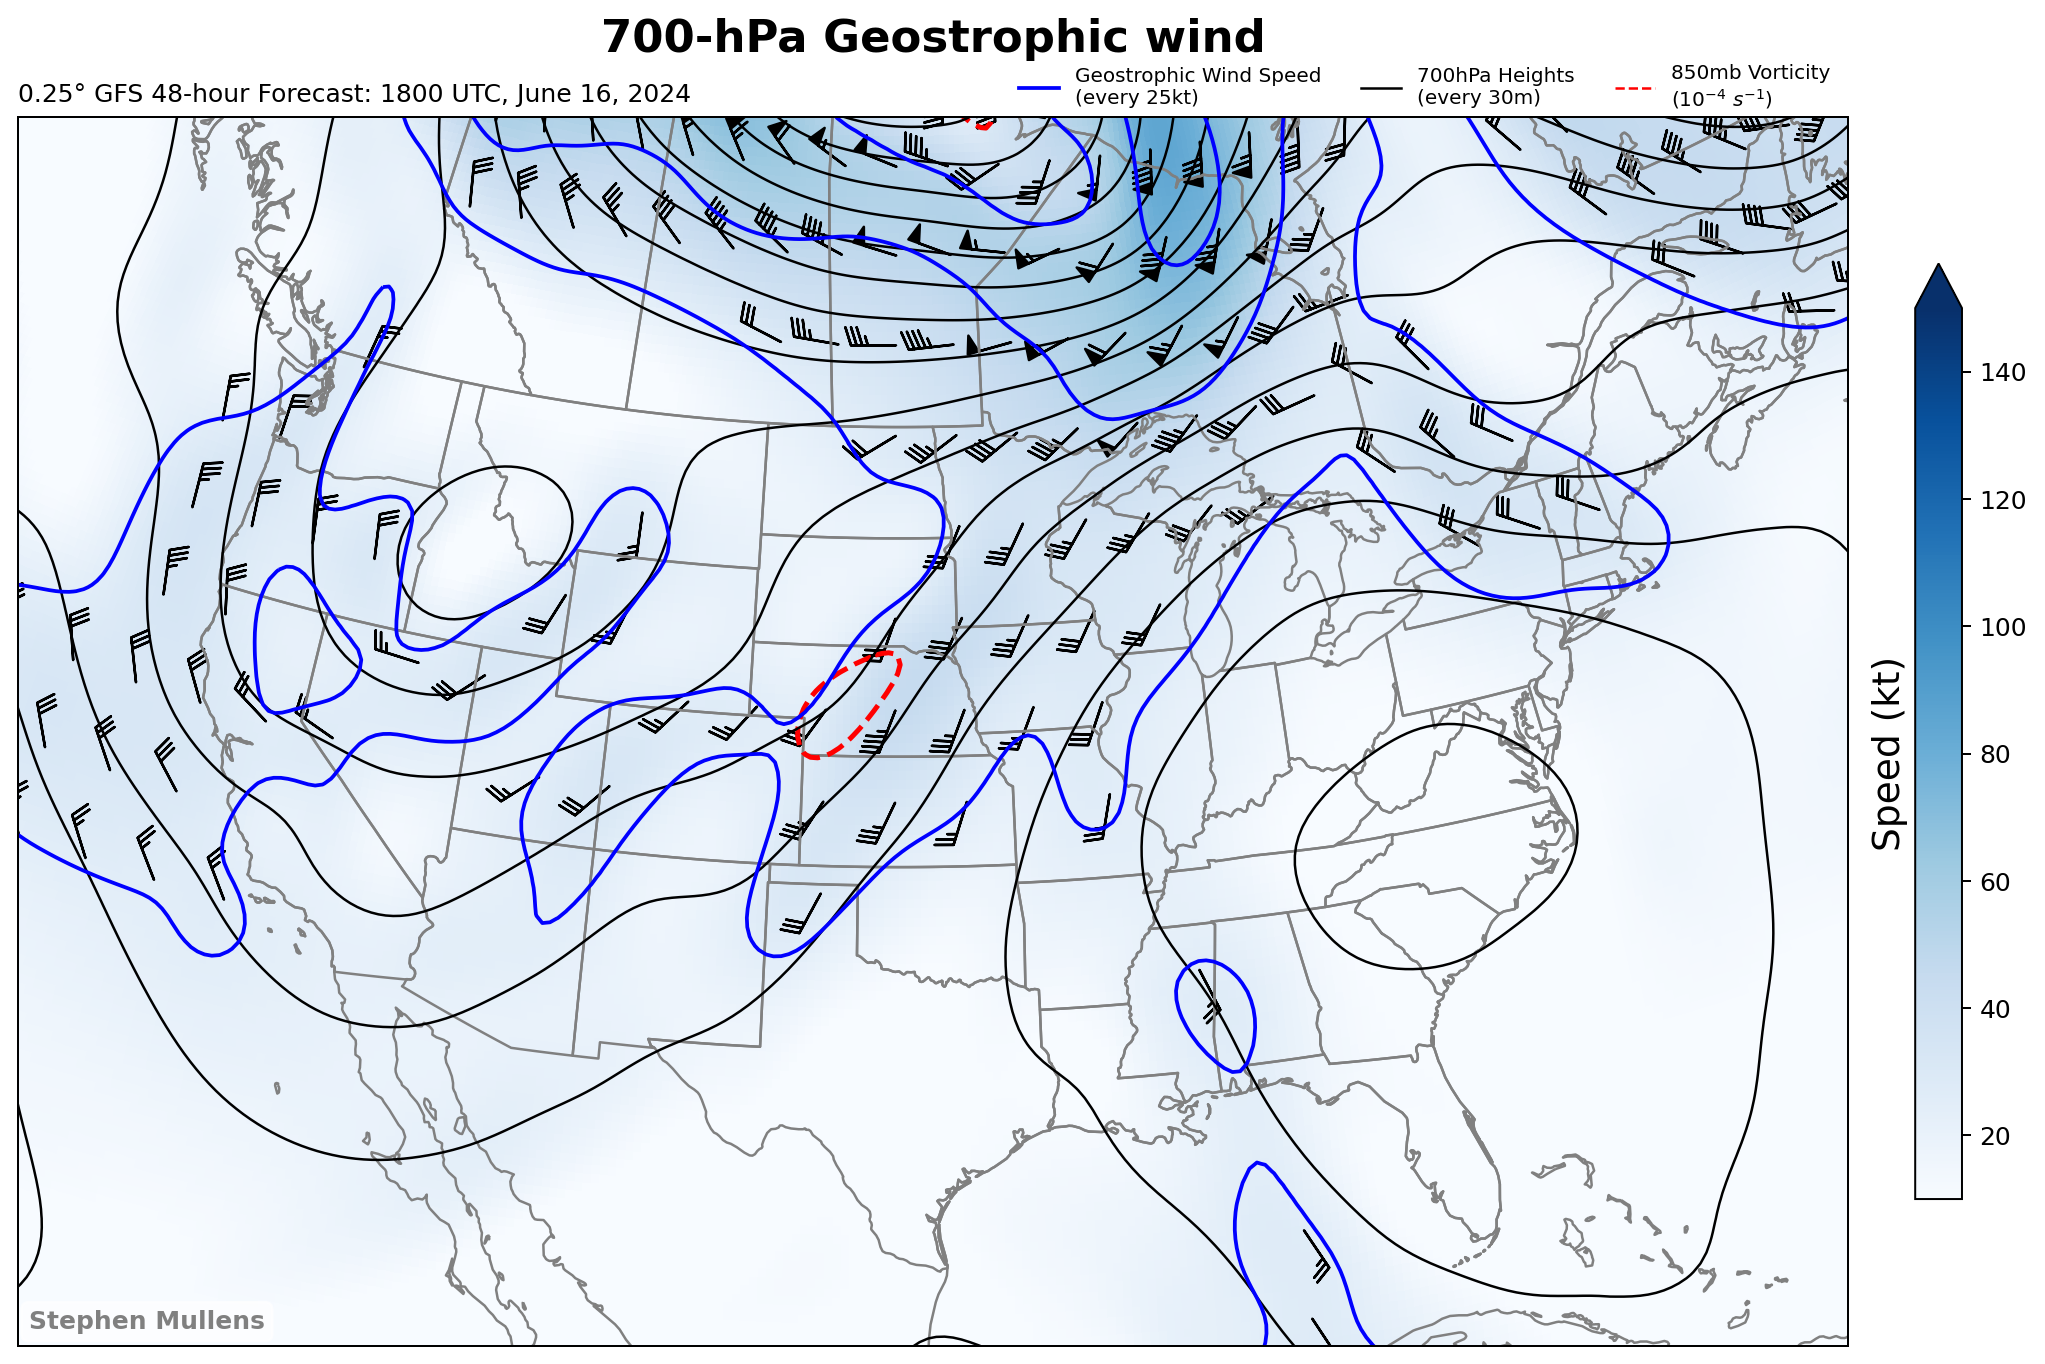 700-hPa Geostrophic wind
0.25° GFS 48-hour Forecast: 1800 UTC, June 16, 2024
Geostrophic Wind Speed
(every 25kt)
700hPa Heights
(every 30m)
850mb Vorticity
(10⁻⁴ s⁻¹)
140
120
100
80
60
40
20
Speed (kt)
Stephen Mullens